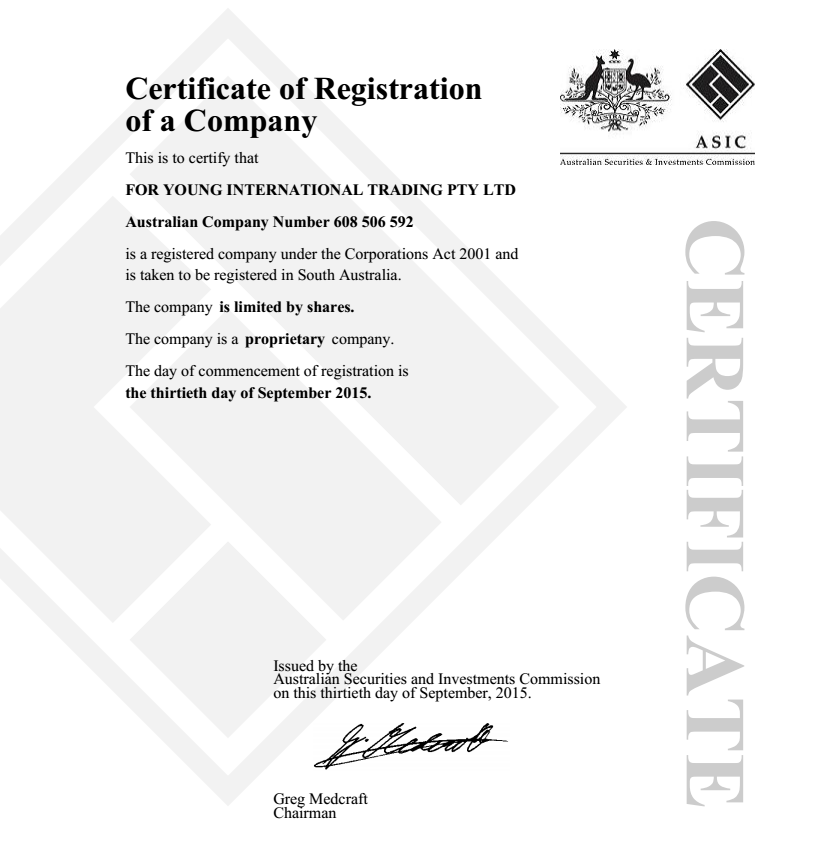 Certificate of Registration
of a Company
This is to certify that
FOR YOUNG INTERNATIONAL TRADING PTY LTD
Australian Company Number 608 506 592
is a registered company under the Corporations Act 2001 and
is taken to be registered in South Australia.
The company is limited by shares.
The company is a proprietary company.
The day of commencement of registration is
the thirtieth day of September 2015.
AUSTRALIA
ASIC
Australian Securities & Investments Commission
CERTIFICATE
Issued by the
Australian Securities and Investments Commission
on this thirtieth day of September, 2015.
Greg Medcraft
Chairman